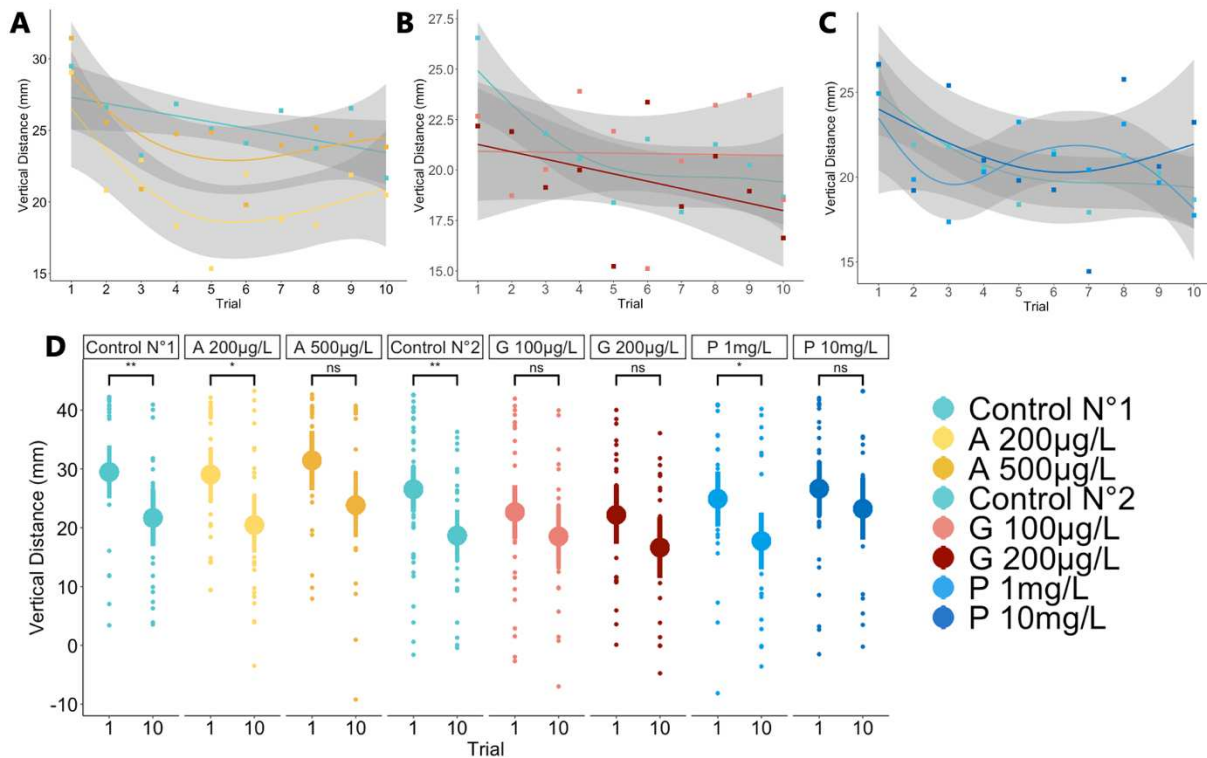 A
B
C
Vertical Distance (mm)
30
25
20
15
1 2 3 4 5 6 7 8 9 10
Trial
Vertical Distance (mm)
27.5
25.0
22.5
20.0
17.5
15.0
1 2 3 4 5 6 7 8 9 10
Trial
Vertical Distance (mm)
25
20
15
1 2 3 4 5 6 7 8 9 10
Trial
D
Control N°1 A 200µg/L A 500µg/L Control N°2 G 100µg/L G 200µg/L P 1mg/L P 10mg/L
** * ns ** ns ns * ns
Vertical Distance (mm)
40
30
20
10
0
-10
1 10 1 10 1 10 1 10 1 10 1 10 1 10 1 10
Trial
Control N°1
A 200µg/L
A 500µg/L
Control N°2
G 100µg/L
G 200µg/L
P 1mg/L
P 10mg/L